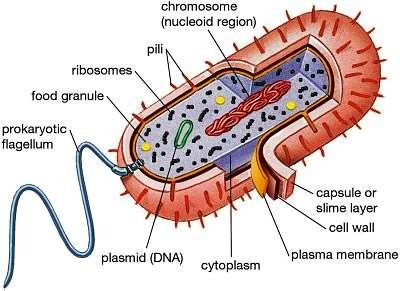 chromosome
(nucleoid region)
pili
ribosomes
food granule
prokaryotic
flagellum
plasmid (DNA)
cytoplasm
capsule or
slime layer
cell wall
plasma membrane